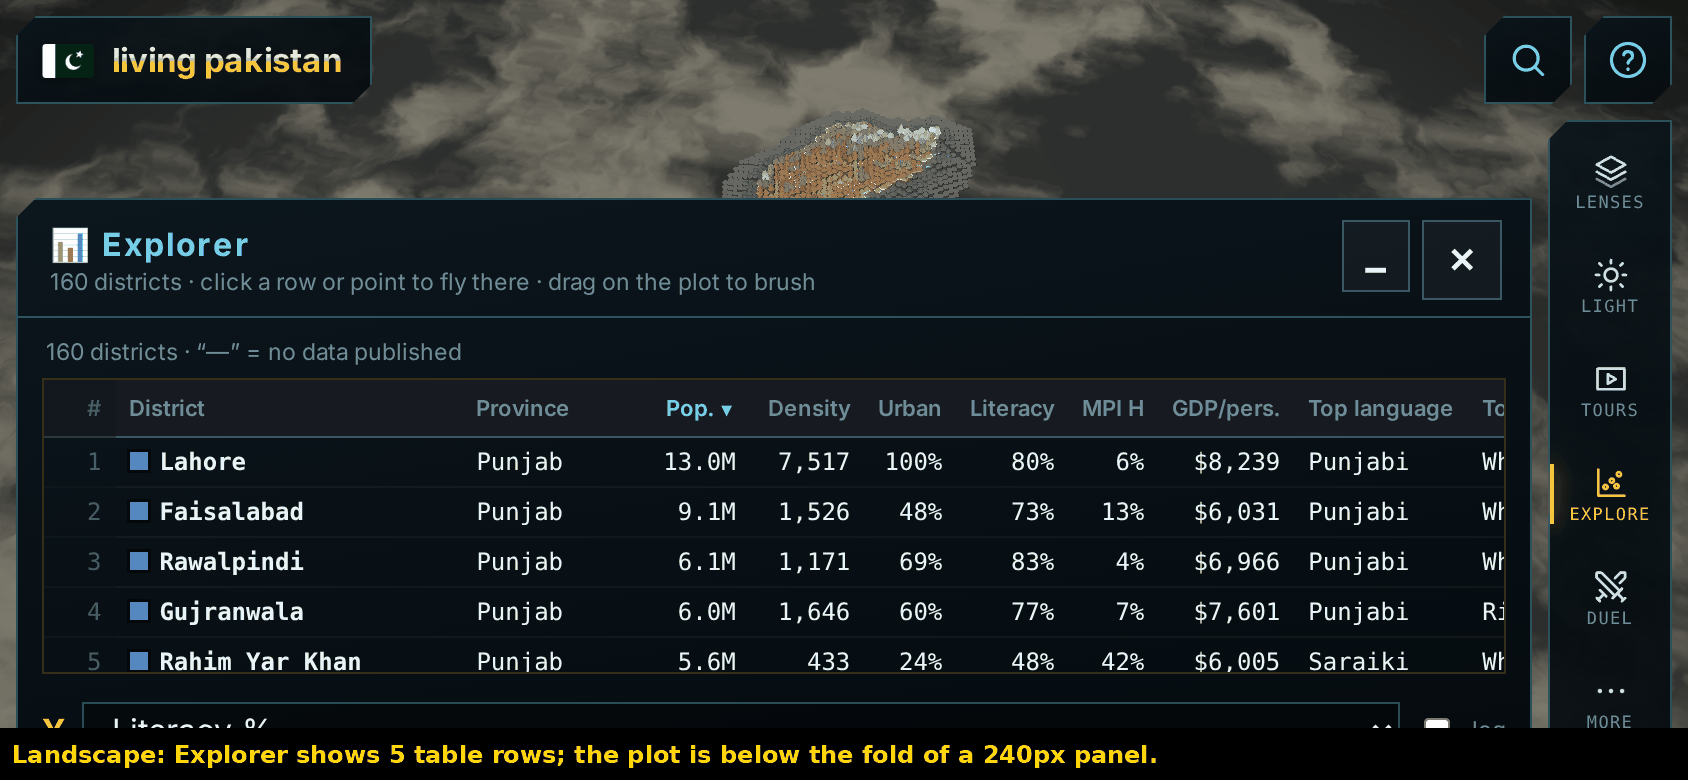 living pakistan
LENSES
LIGHT
TOURS
EXPLORE
DUEL
MORE
Explorer
160 districts · click a row or point to fly there · drag on the plot to brush
160 districts · “—” = no data published
# District Province Pop. ▼ Density Urban Literacy MPI H GDP/pers. Top language
1 Lahore Punjab 13.0M 7,517 100% 80% 6% $8,239 Punjabi
2 Faisalabad Punjab 9.1M 1,526 48% 73% 13% $6,031 Punjabi
3 Rawalpindi Punjab 6.1M 1,171 69% 83% 4% $6,966 Punjabi
4 Gujranwala Punjab 6.0M 1,646 60% 77% 7% $7,601 Punjabi
5 Rahim Yar Khan Punjab 5.6M 433 24% 48% 42% $6,005 Saraiki
Y Literacy %
Landscape: Explorer shows 5 table rows; the plot is below the fold of a 240px panel.